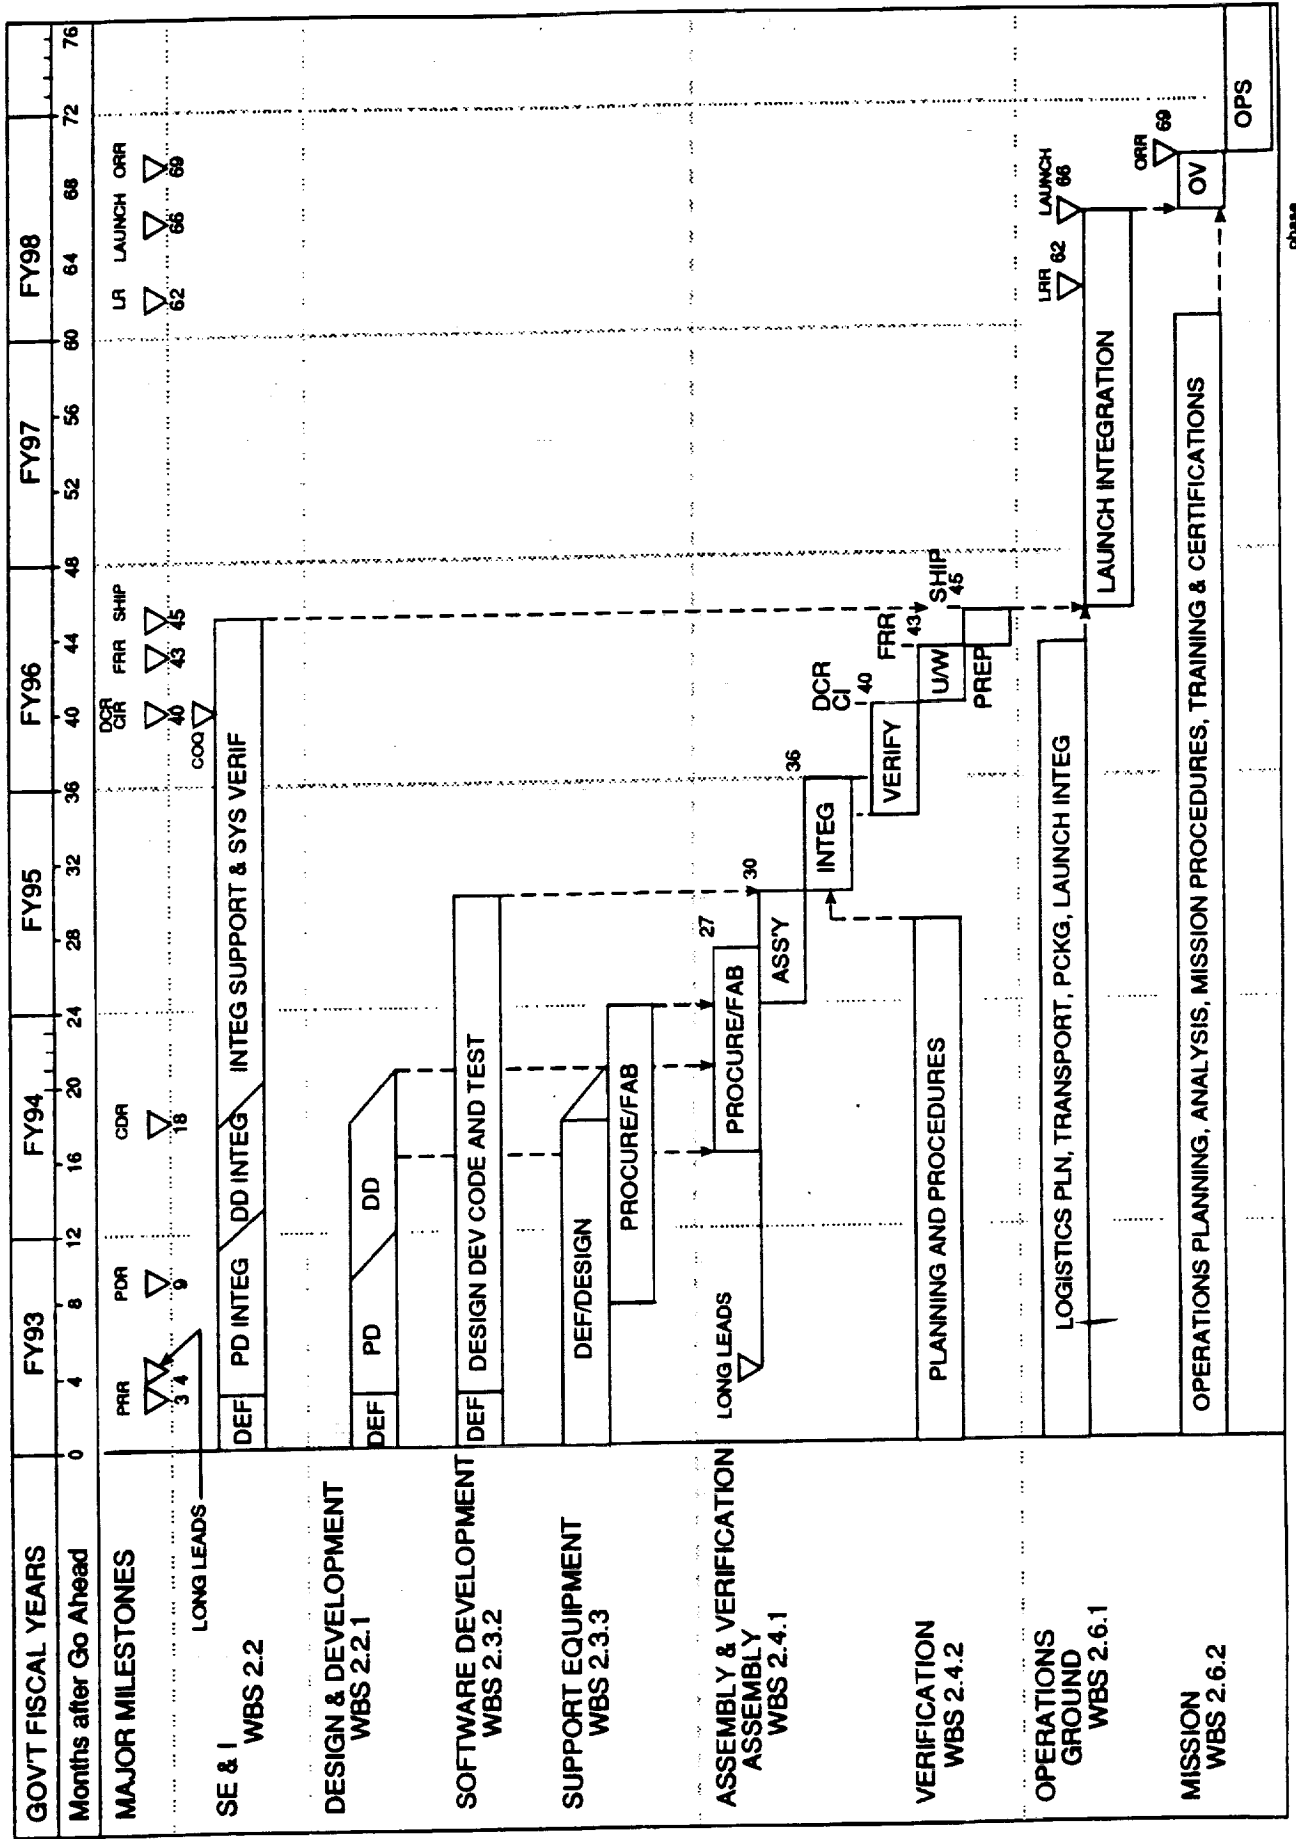 GOV'T FISCAL YEARS FY93 FY94 FY95 FY96 FY97 FY98
Months after Go Ahead 0 4 8 12 16 20 24 28 32 36 40 44 48 52 56 60 64 68 72 76
MAJOR MILESTONES
PRR PDR CDR DCR CIR FRR SHIP LR LAUNCH ORR
3 4 9 18 40 43 45 62 66 69
LONG LEADS
COQ
SE & I
WBS 2.2
DEF PD INTEG DD INTEG INTEG SUPPORT & SYS VERIF
DESIGN & DEVELOPMENT
WBS 2.2.1
DEF PD DD
SOFTWARE DEVELOPMENT
WBS 2.3.2
DEF DESIGN DEV CODE AND TEST
SUPPORT EQUIPMENT
WBS 2.3.3
DEF/DESIGN
PROCURE/FAB
ASSEMBLY & VERIFICATION
ASSEMBLY
WBS 2.4.1
LONG LEADS
PROCURE/FAB
27
ASS'Y
30
INTEG
36
VERIFY
DCR
CI
40
U/W
FRR
43
PREP
SHIP
45
VERIFICATION
WBS 2.4.2
PLANNING AND PROCEDURES
OPERATIONS
GROUND
WBS 2.6.1
LOGISTICS PLN, TRANSPORT, PCKG, LAUNCH INTEG
LAUNCH INTEGRATION
LRR 62
LAUNCH
66
MISSION
WBS 2.6.2
OPERATIONS PLANNING, ANALYSIS, MISSION PROCEDURES, TRAINING & CERTIFICATIONS
OV
ORR
69
OPS
phase